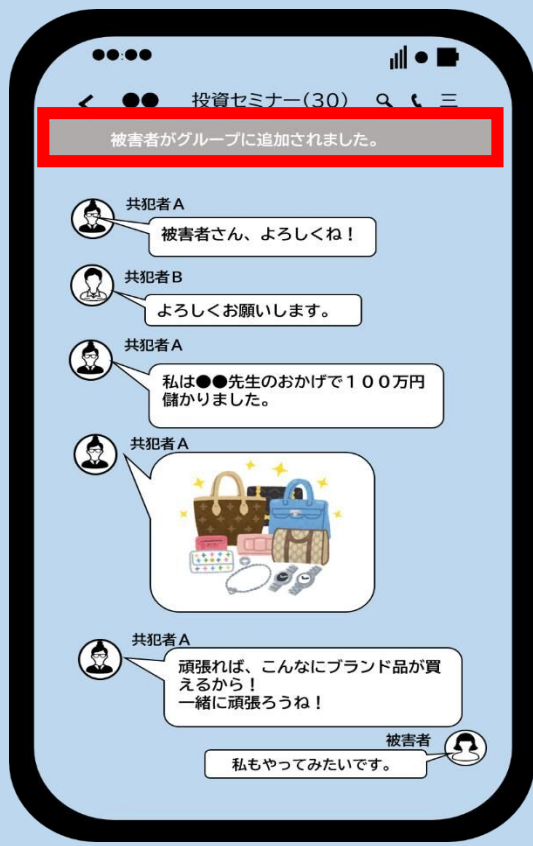 ●●:●●
●● 投資セミナー(30)
被害者がグループに追加されました。
共犯者A
被害者さん、よろしくね!
共犯者B
よろしくお願いします。
共犯者A
私は●●先生のおかげで100万円
儲かりました。
共犯者A
共犯者A
頑張れば、こんなにブランド品が買
えるから!
一緒に頑張ろうね!
被害者
私もやってみたいです。